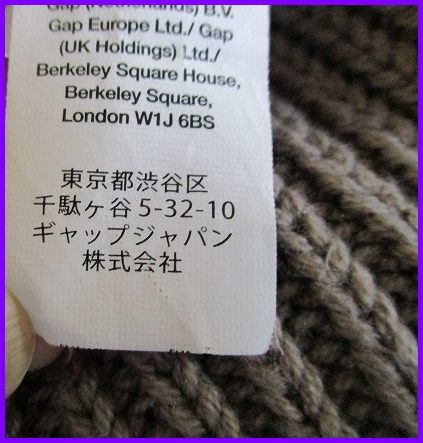 Gap (Netherlands) B.V.
Gap Europe Ltd./ Gap
(UK Holdings) Ltd./
Berkeley Square House,
Berkeley Square,
London W1J 6BS
東京都渋谷区
千駄ヶ谷 5-32-10
ギャップジャパン
株式会社